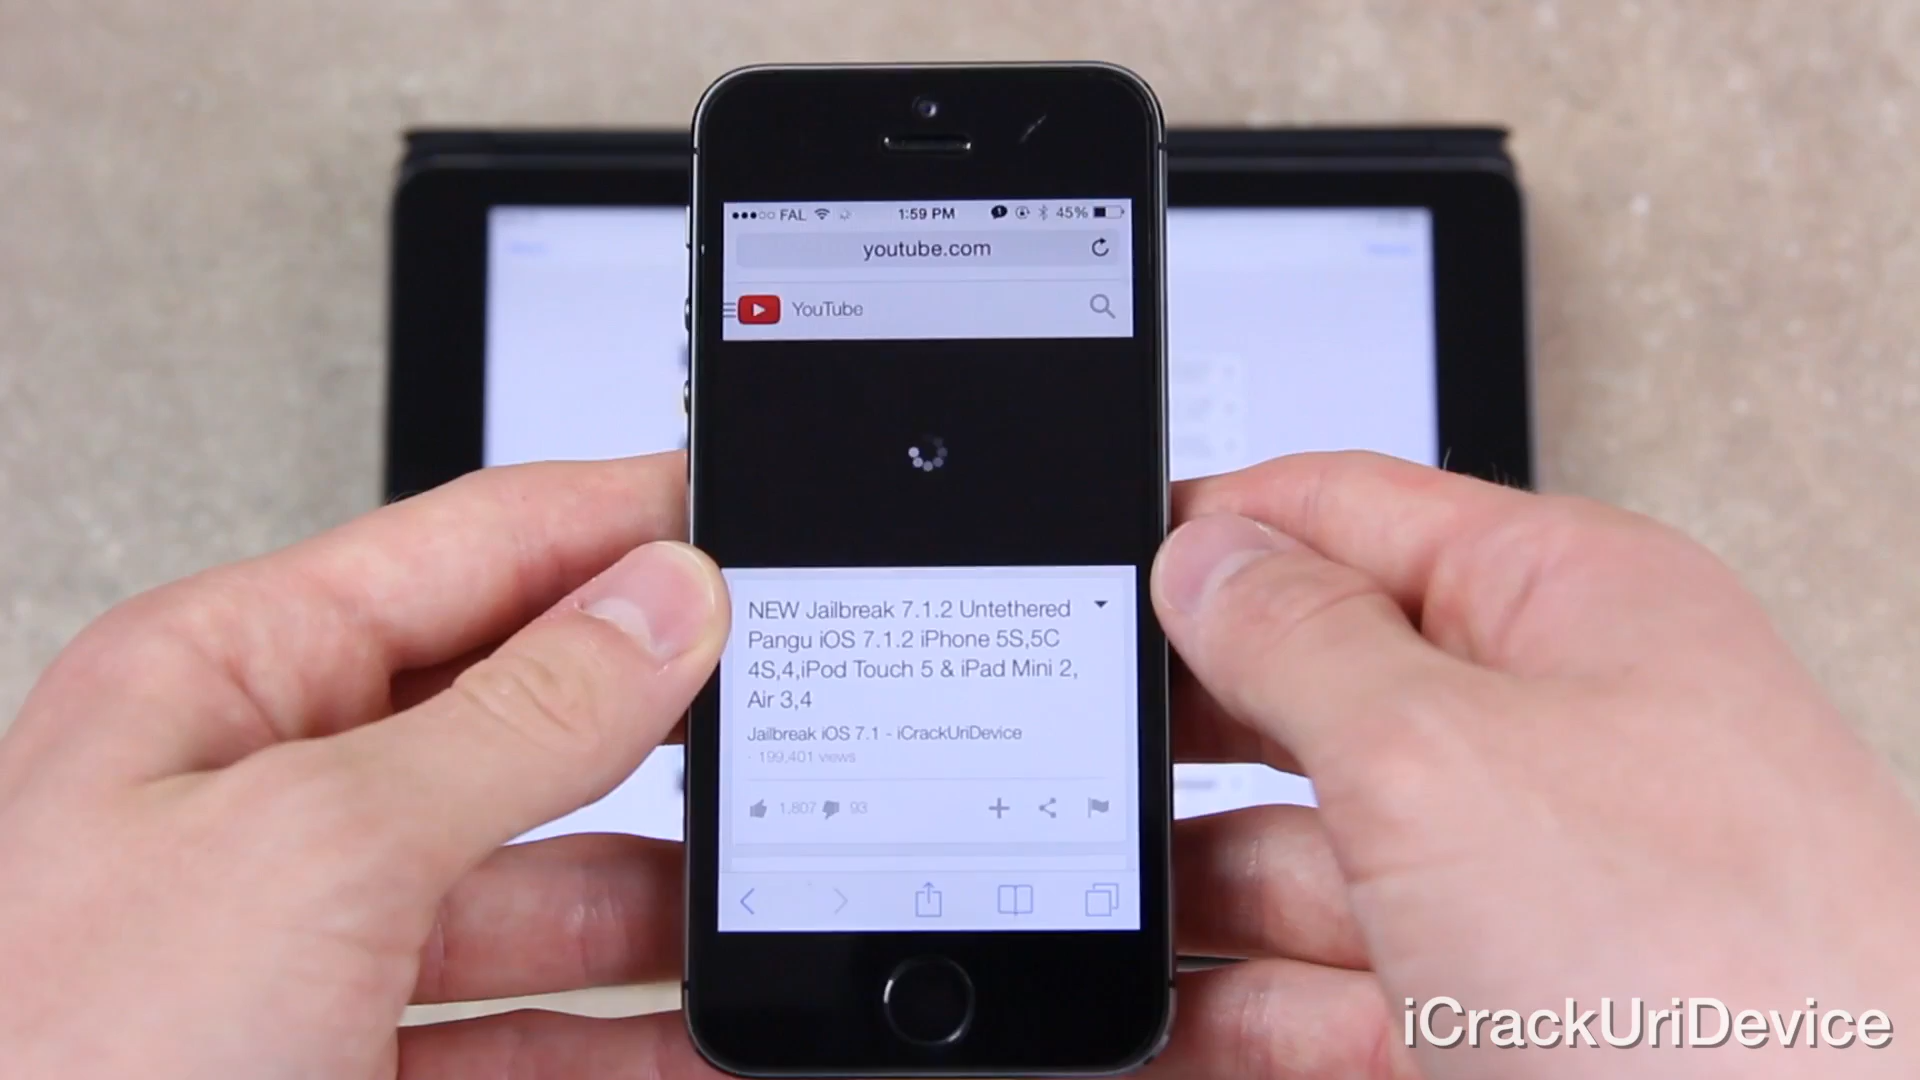 FAL 1:59 PM 1 45%
youtube.com
YouTube
NEW Jailbreak 7.1.2 Untethered
Pangu iOS 7.1.2 iPhone 5S,5C
4S,4,iPod Touch 5 & iPad Mini 2,
Air 3,4
Jailbreak iOS 7.1 - iCrackUriDevice
· 199,401 views
1,807 93
iCrackUriDevice